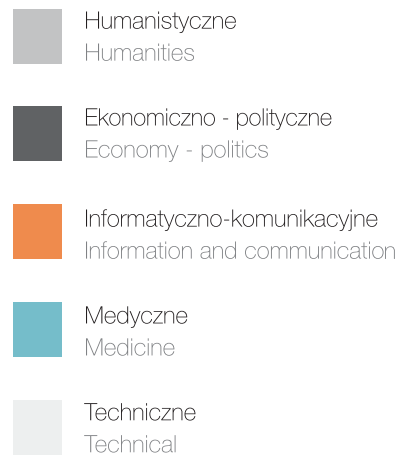 Humanistyczne
Humanities
Ekonomiczno - polityczne
Economy - politics
Informatyczno-komunikacyjne
Information and communication
Medyczne
Medicine
Techniczne
Technical